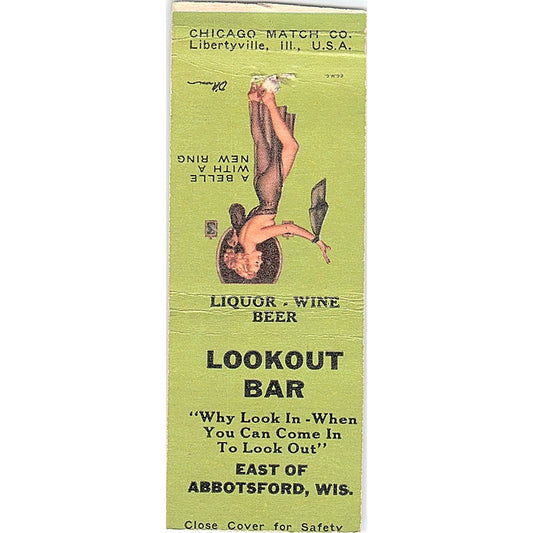 CHICAGO MATCH CO.
Libertyville, Ill., U.S.A.
A BELLE
WITH A
NEW RING
LIQUOR - WINE
BEER
LOOKOUT
BAR
"Why Look In -When
You Can Come In
To Look Out"
EAST OF
ABBOTSFORD, WIS.
Close Cover for Safety